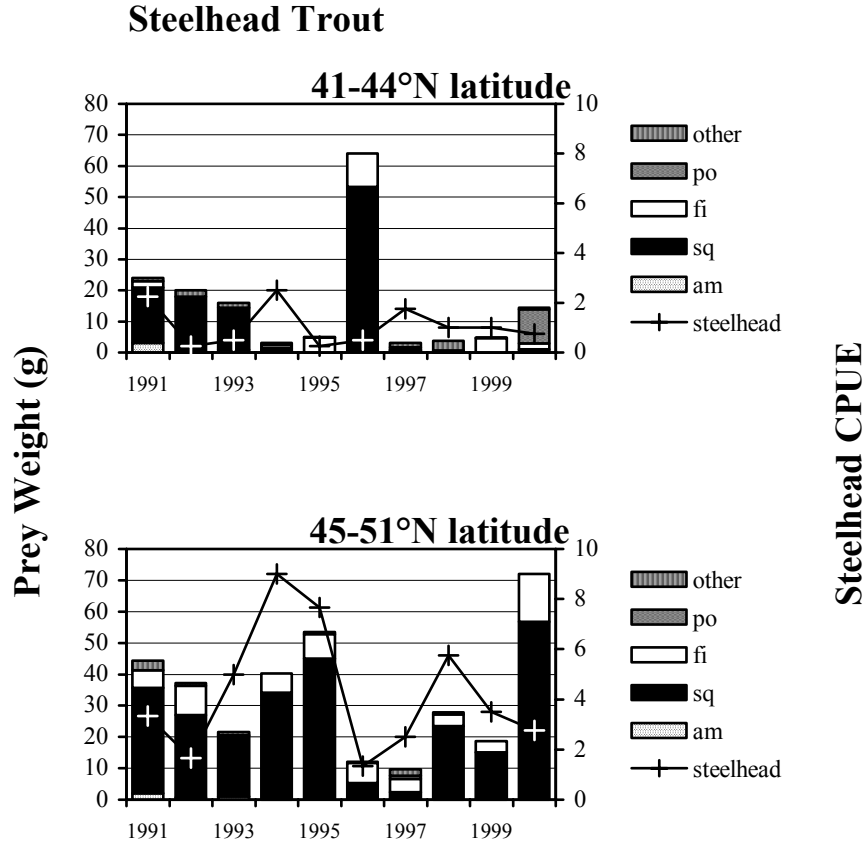 Steelhead Trout
41-44°N latitude
80
70
60
50
40
30
20
10
0
10
8
6
4
2
0
1991
1993
1995
1997
1999
other
po
fi
sq
am
steelhead
Prey Weight (g)
Steelhead CPUE
45-51°N latitude
80
70
60
50
40
30
20
10
0
10
8
6
4
2
0
1991
1993
1995
1997
1999
other
po
fi
sq
am
steelhead